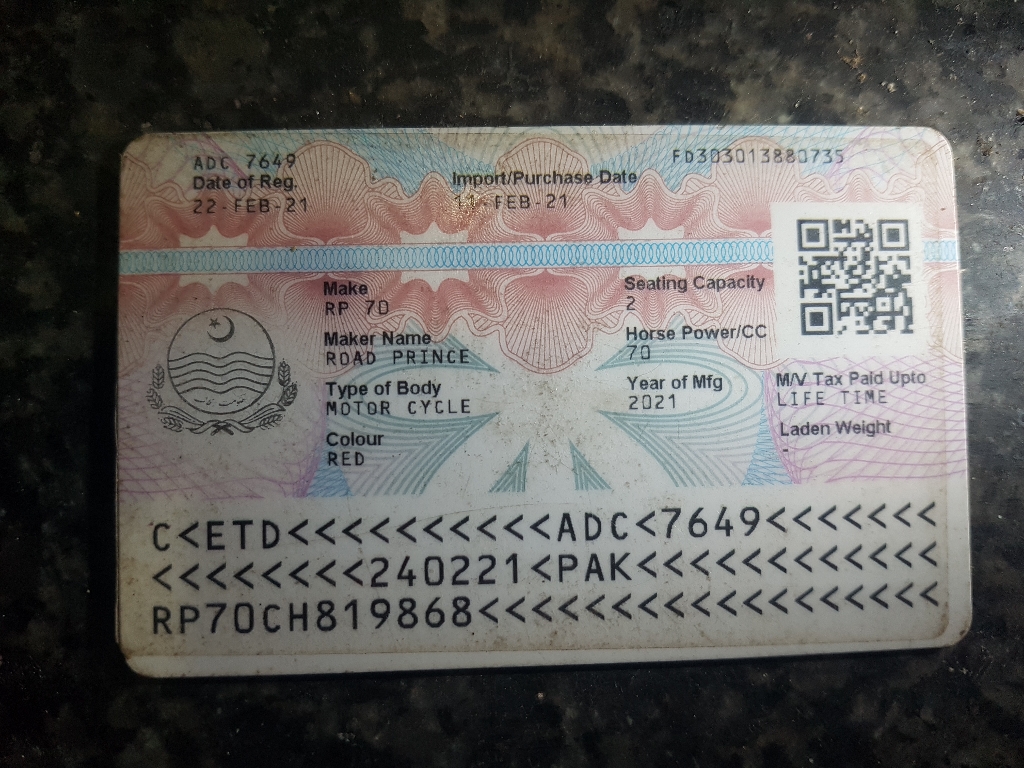 ADC 7649
FD303013880735
Date of Reg.
Import/Purchase Date
22-FEB-21
11-FEB-21
Make
RP 70
Seating Capacity
2
Maker Name
ROAD PRINCE
Horse Power/CC
70
Type of Body
MOTOR CYCLE
Year of Mfg
2021
M/V Tax Paid Upto
LIFE TIME
Colour
RED
Laden Weight
-
C<ETD<<<<<<<<<<ADC<7649<<<<<<<
<<<<<<<<240221<PAK<<<<<<<<<<<<
RP70CH819868<<<<<<<<<<<<<<<<<<